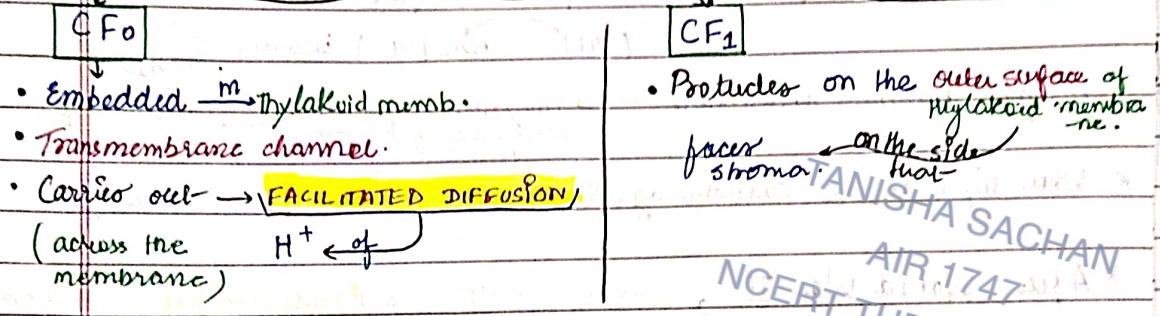 CF0
• Embedded in → thylakoid memb.
• Transmembrane channel.
• Carries out → FACILITATED DIFFUSION
(across the H+ ← of
membrane)
CF1
• Protudes on the outer surface of
thylakoid membra
-ne.
faces ← on the side
stroma. that
TANISHA SACHAN
AIR 1747
NCERT